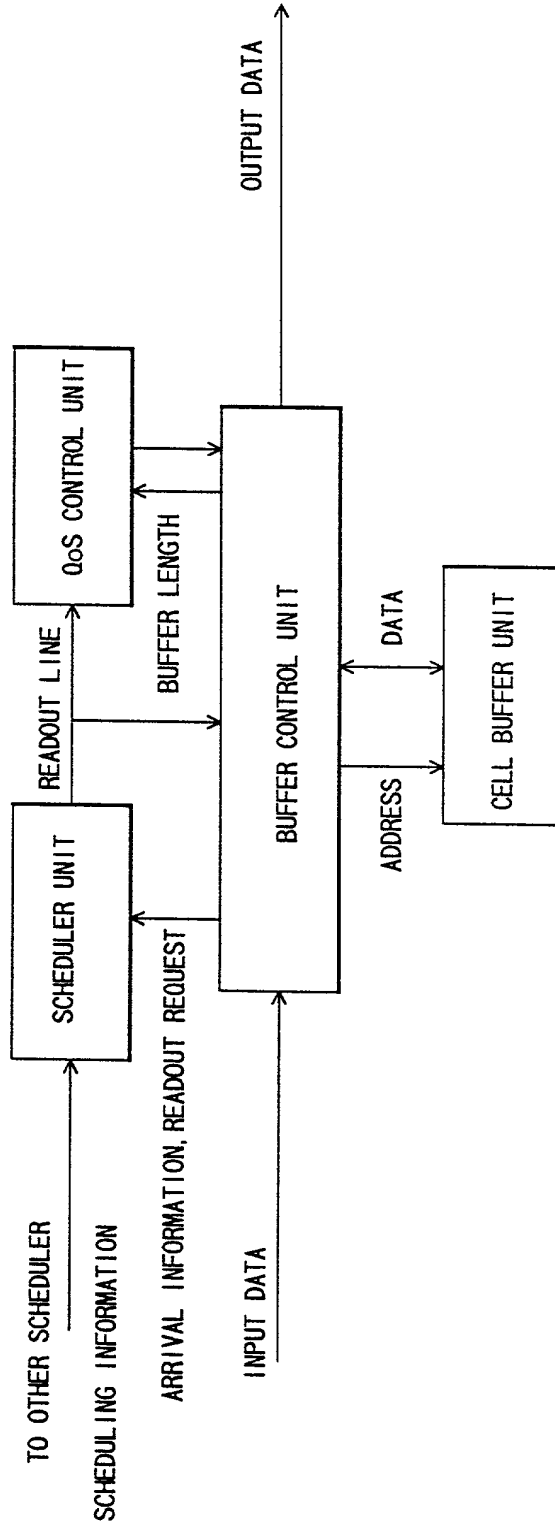 TO OTHER SCHEDULER
SCHEDULING INFORMATION
SCHEDULER UNIT
READOUT LINE
QoS CONTROL UNIT
ARRIVAL INFORMATION, READOUT REQUEST
BUFFER LENGTH
INPUT DATA
BUFFER CONTROL UNIT
OUTPUT DATA
ADDRESS
DATA
CELL BUFFER UNIT